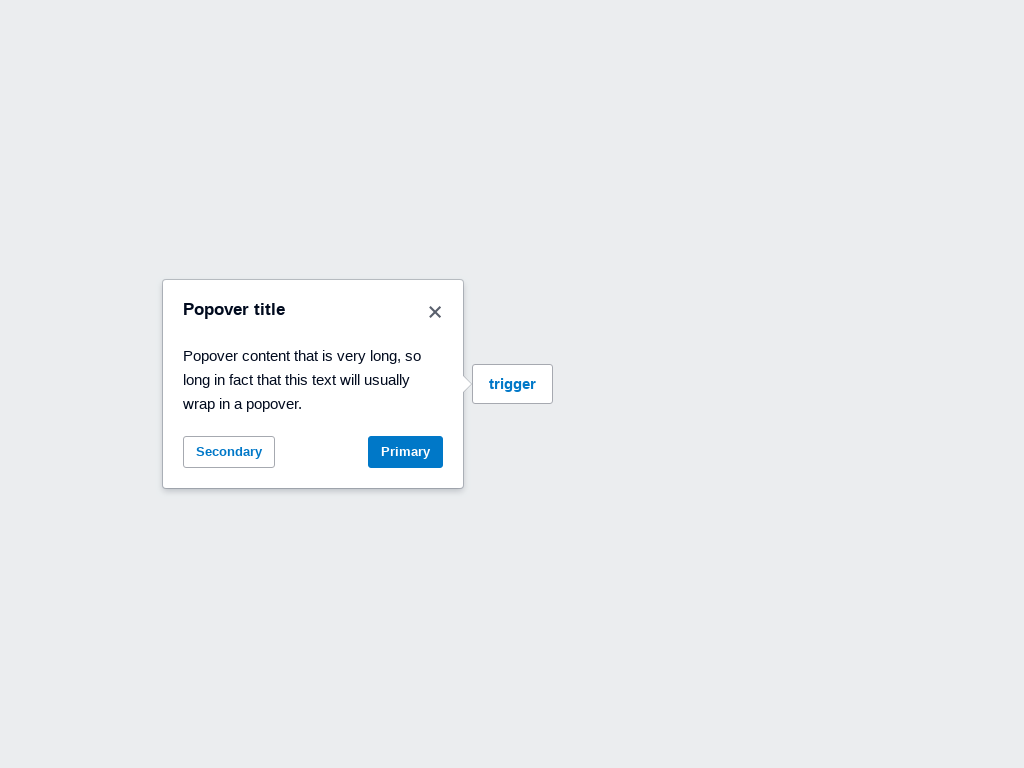 Popover title
Popover content that is very long, so
long in fact that this text will usually
wrap in a popover.
Secondary
Primary
trigger